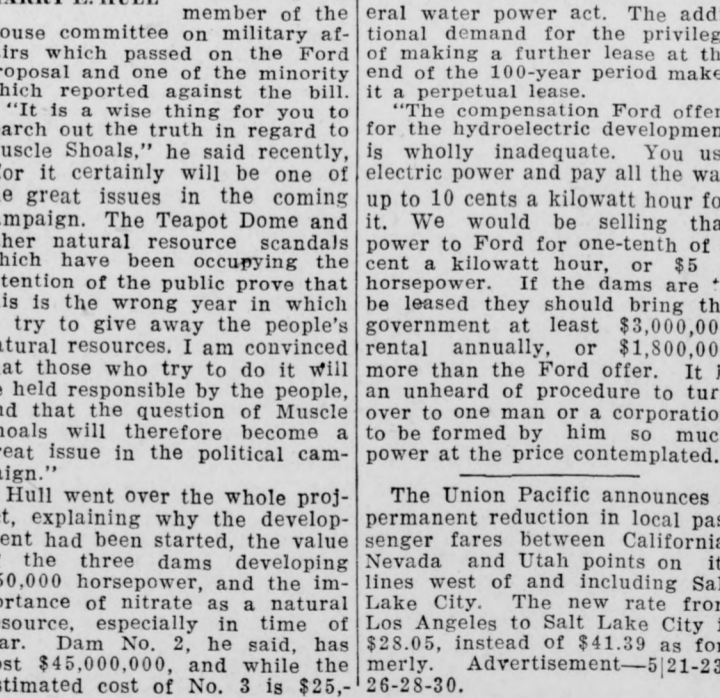 member of the
ouse committee on military af-
irs which passed on the Ford
roposal and one of the minority
hich reported against the bill.
"It is a wise thing for you to
arch out the truth in regard to
uscle Shoals," he said recently,
or it certainly will be one of
e great issues in the coming
mpaign. The Teapot Dome and
her natural resource scandals
hich have been occupying the
tention of the public prove that
is is the wrong year in which
try to give away the people's
atural resources. I am convinced
at those who try to do it will
e held responsible by the people,
nd that the question of Muscle
hoals will therefore become a
reat issue in the political cam-
aign."
Hull went over the whole proj-
ct, explaining why the develop-
ent had been started, the value
the three dams developing
50,000 horsepower, and the im-
ortance of nitrate as a natural
source, especially in time of
ar. Dam No. 2, he said, has
ost $45,000,000, and while the
stimated cost of No. 3 is $25,-
eral water power act. The addi
tional demand for the privileg
of making a further lease at th
end of the 100-year period make
it a perpetual lease.
"The compensation Ford offer
for the hydroelectric developmen
is wholly inadequate. You us
electric power and pay all the wa
up to 10 cents a kilowatt hour fo
it. We would be selling tha
power to Ford for one-tenth of
cent a kilowatt hour, or $5
horsepower. If the dams are
be leased they should bring th
government at least $3,000,00
rental annually, or $1,800,00
more than the Ford offer. It i
an unheard of procedure to tur
over to one man or a corporatio
to be formed by him so muc
power at the price contemplated.
The Union Pacific announces
permanent reduction in local pas
senger fares between California
Nevada and Utah points on it
lines west of and including Sal
Lake City. The new rate from
Los Angeles to Salt Lake City i
$28.05, instead of $41.39 as for
merly. Advertisement—5|21-23
26-28-30.